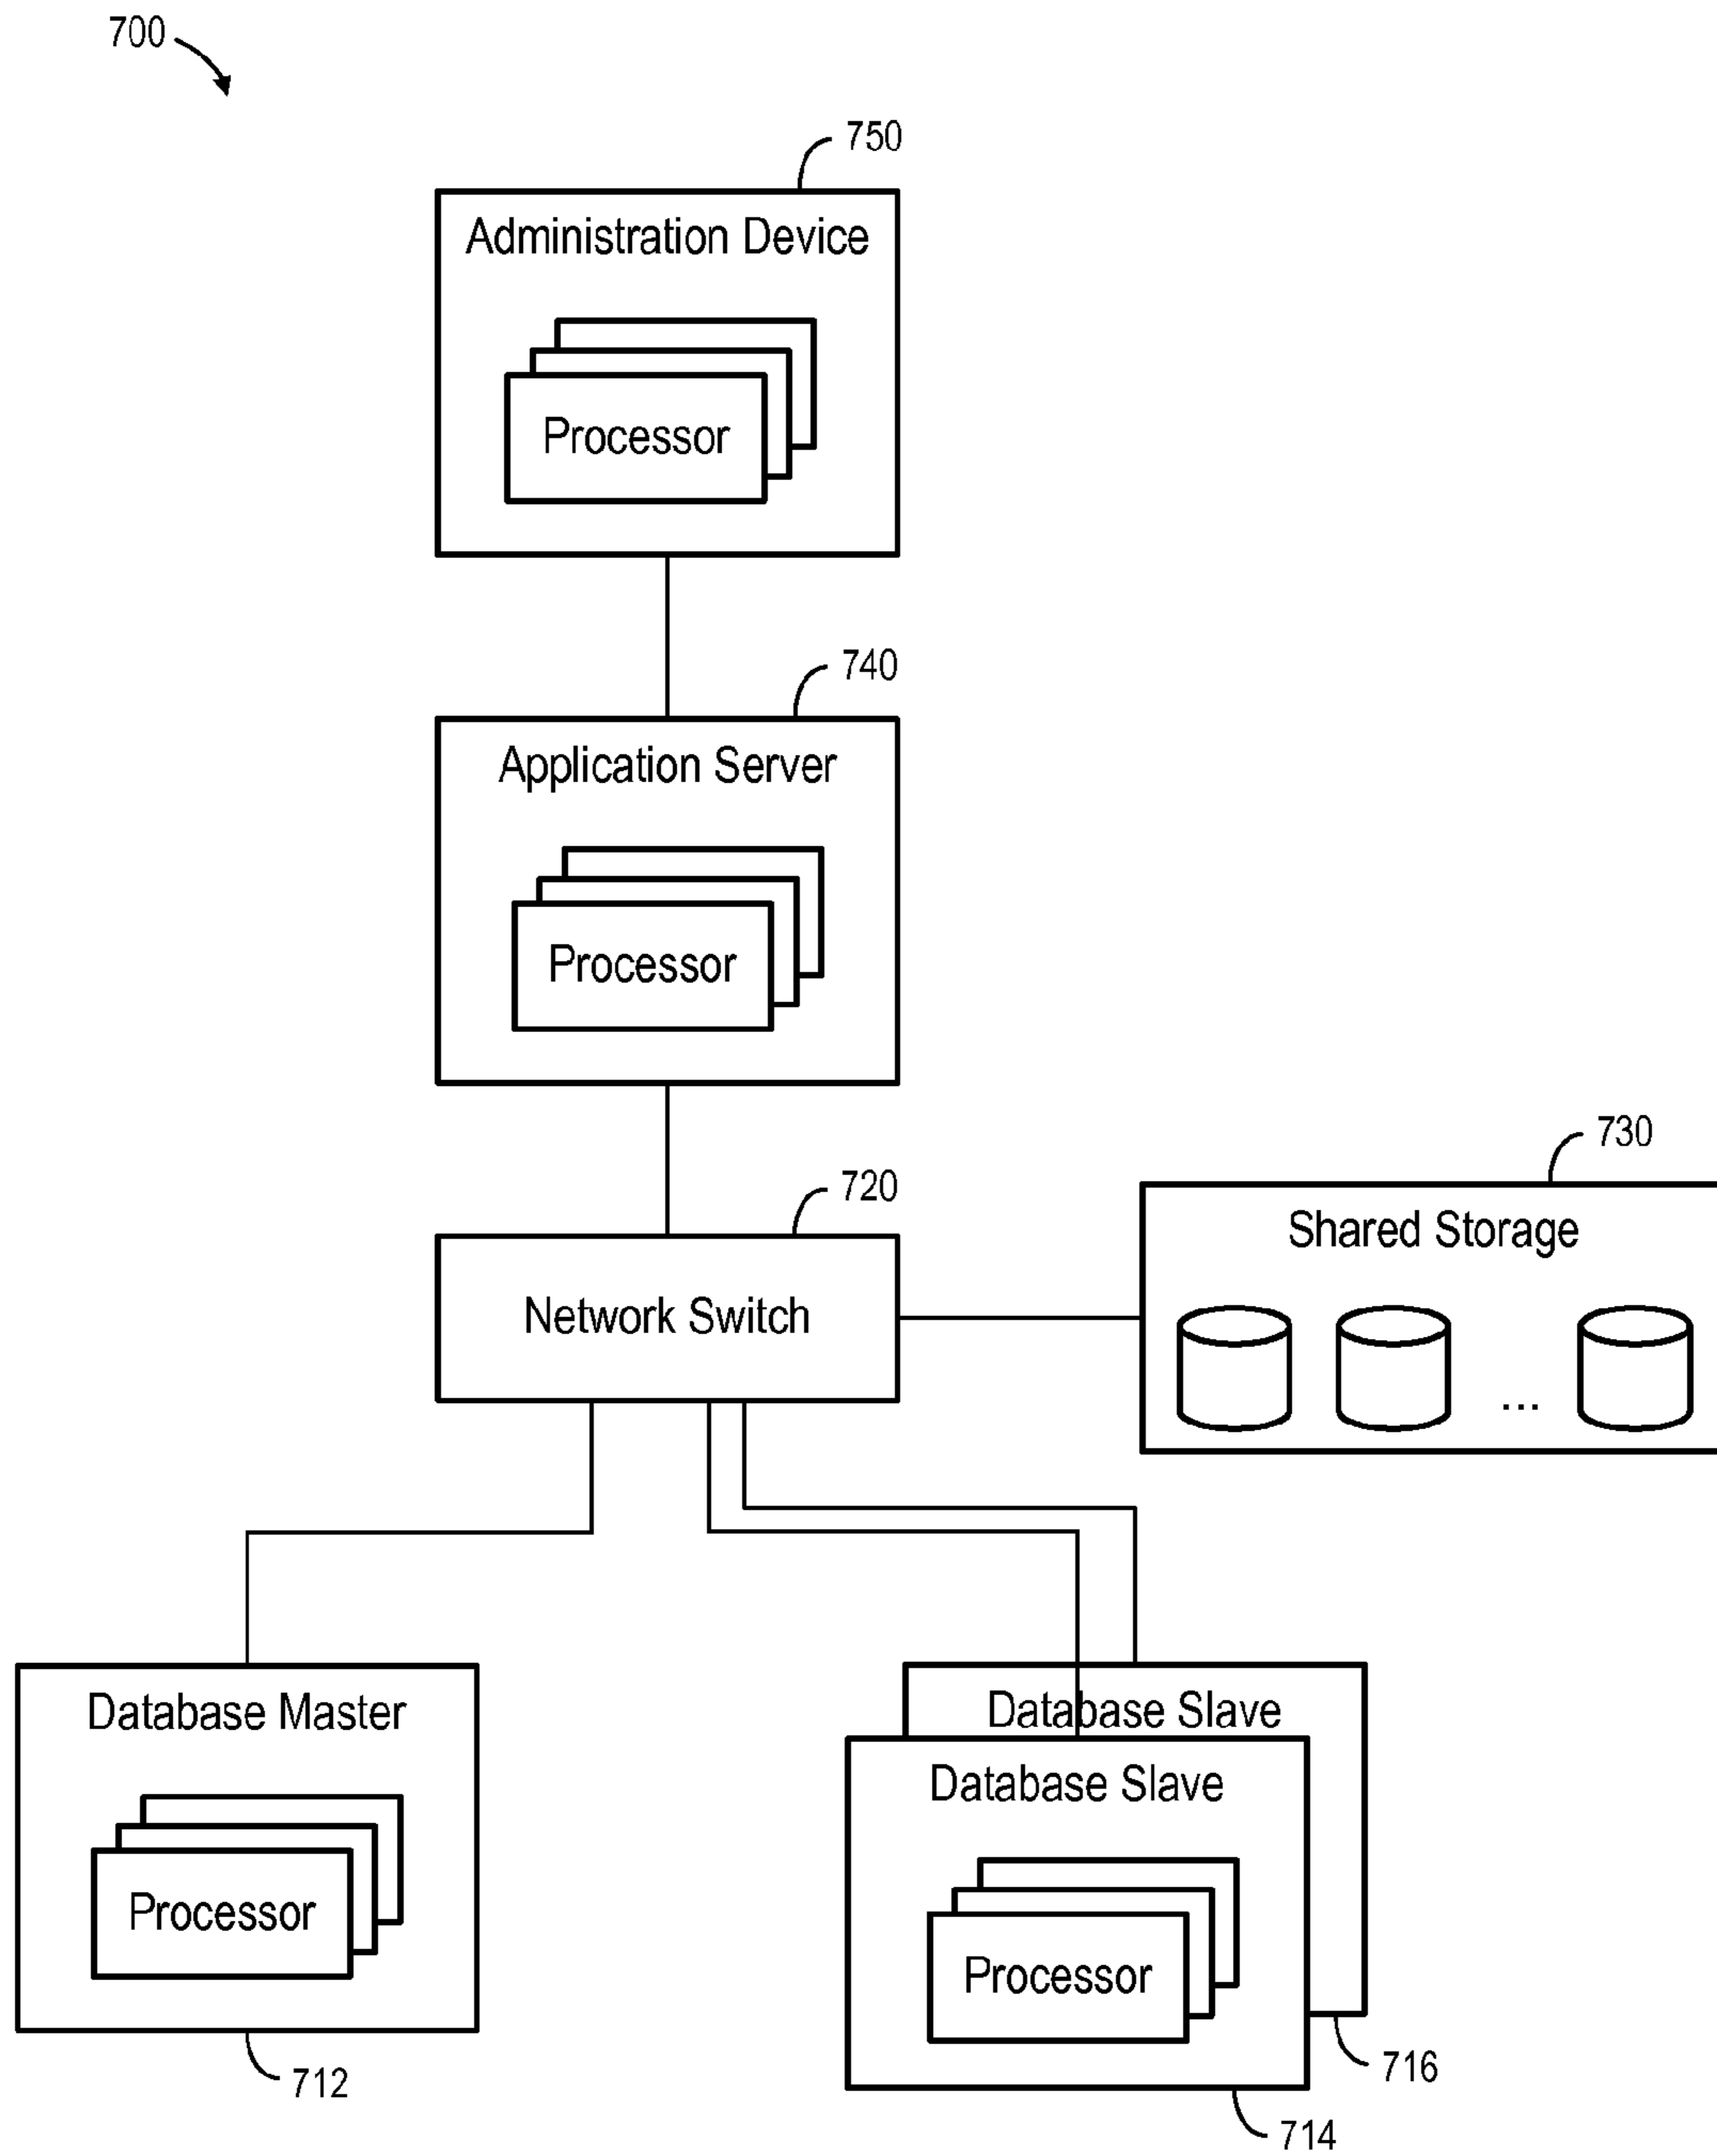 700
750
Administration Device
Processor
740
Application Server
Processor
720
Network Switch
730
Shared Storage
...
Database Master
Processor
712
Database Slave
Database Slave
Processor
716
714